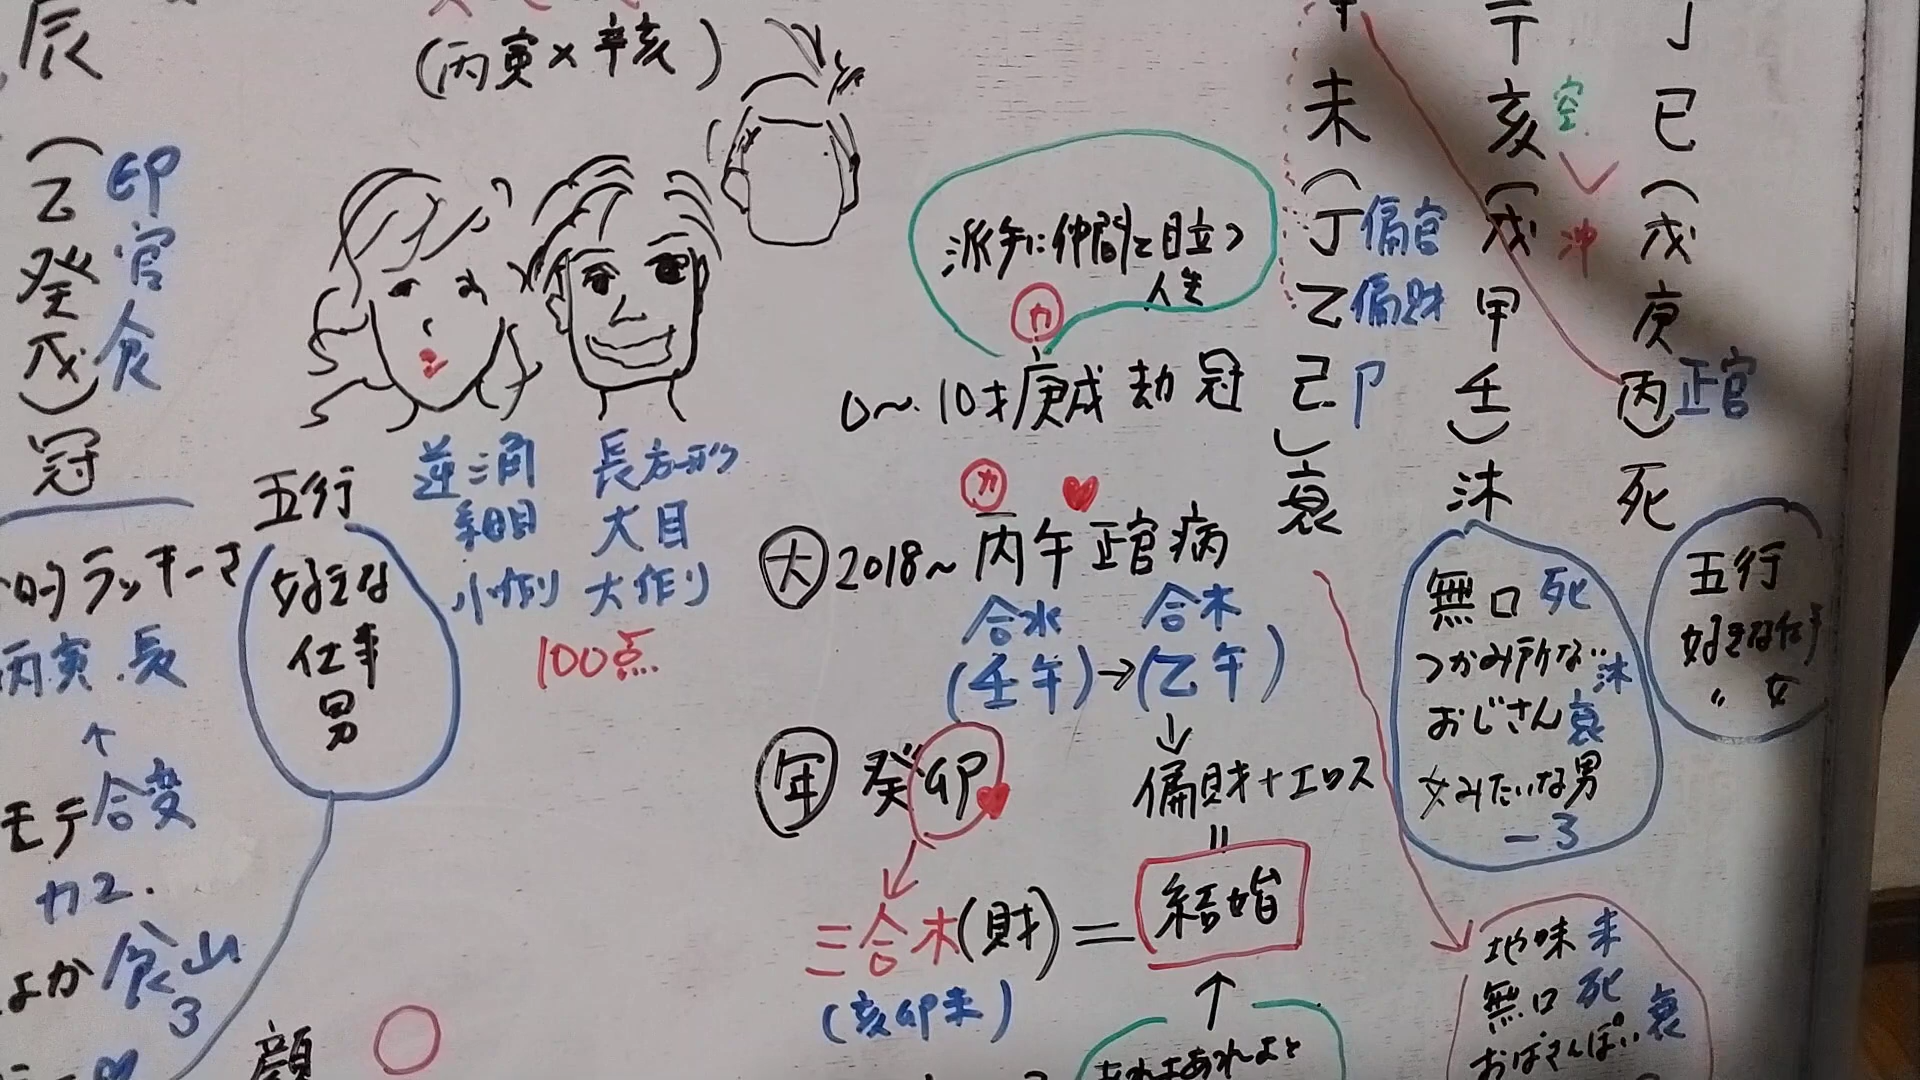 辰
(乙癸戊)
印官食
冠
(丙寅×辛亥)
五行
好きな
仕事
男
逆三角
細目
小作り
長方形
大目
大作り
100点
派手に仲間と目立つ
人生
0〜10才 庚戌 劫 冠
大 2018〜 丙午 正官 病
合水
(壬午)→
合木
(乙午)
↓
偏財+エロス
=
年 癸卯
三合木(財)=
結婚
(亥卯未)
↑
未
(丁乙己)
偏官
偏財
印
衰
亥
空
冲
(戊甲壬)
沐
丁
巳
(戊庚丙)
正官
死
無口 死
つかみ所ない 沐
おじさん 衰
女みたいな男
-3
五行
好きな仕事
〃 女
地味 未
無口 死
おばさんぽい 衰
ラッキーさ
丙寅 長
モテ 合変
力2.
食山
3
顔 ○